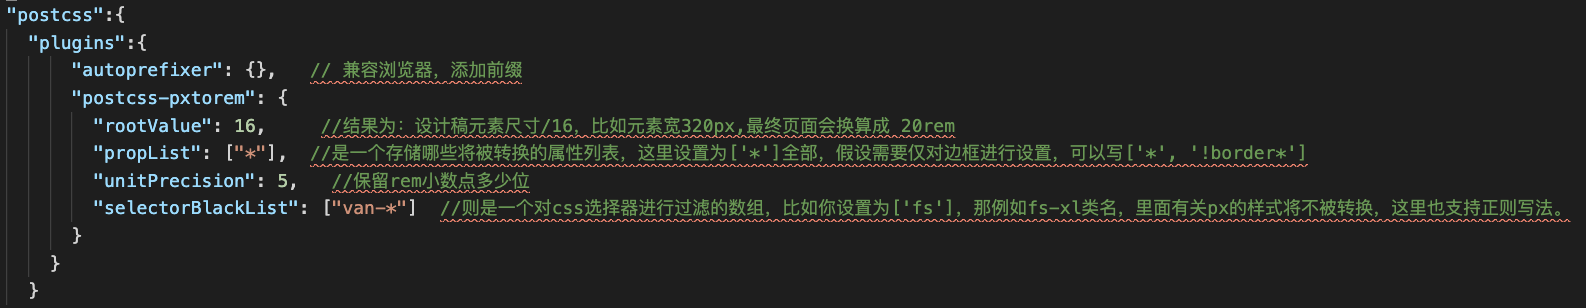 "postcss":{
"plugins":{
"autoprefixer": {},   // 兼容浏览器，添加前缀
"postcss-pxtorem": {
"rootValue": 16,     //结果为：设计稿元素尺寸/16，比如元素宽320px,最终页面会换算成 20rem
"propList": ["*"],  //是一个存储哪些将被转换的属性列表，这里设置为['*']全部，假设需要仅对边框进行设置，可以写['*', '!border*']
"unitPrecision": 5,   //保留rem小数点多少位
"selectorBlackList": ["van-*"]  //则是一个对css选择器进行过滤的数组，比如你设置为['fs']，那例如fs-xl类名，里面有关px的样式将不被转换，这里也支持正则写法。
}
}
}